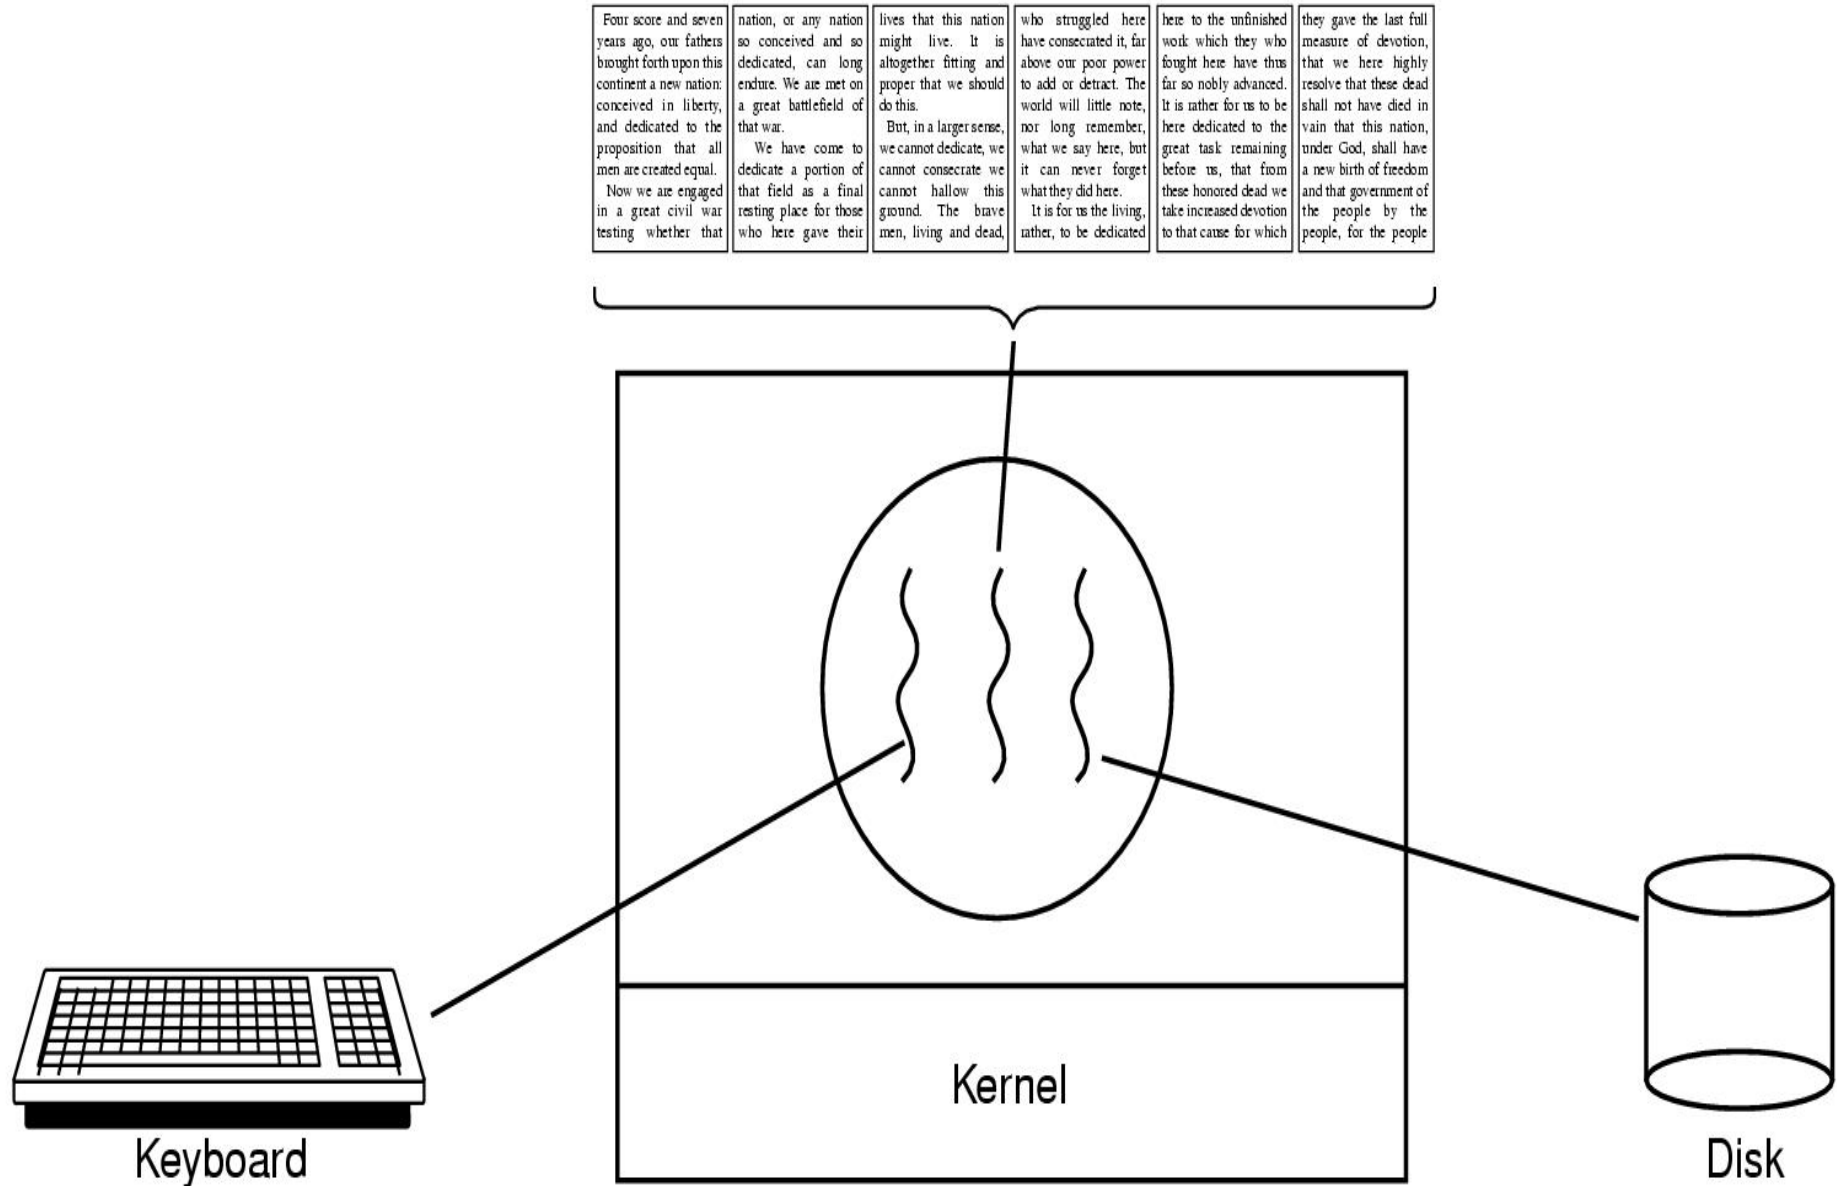 Four score and seven
years ago, our fathers
brought forth upon this
continent a new nation:
conceived in liberty,
and dedicated to the
proposition that all
men are created equal.
Now we are engaged
in a great civil war
testing whether that
nation, or any nation
so conceived and so
dedicated, can long
endure. We are met on
a great battlefield of
that war.
We have come to
dedicate a portion of
that field as a final
resting place for those
who here gave their
lives that this nation
might live. It is
altogether fitting and
proper that we should
do this.
But, in a larger sense,
we cannot dedicate, we
cannot consecrate we
cannot hallow this
ground. The brave
men, living and dead,
who struggled here
have consecrated it, far
above our poor power
to add or detract. The
world will little note,
nor long remember,
what we say here, but
it can never forget
what they did here.
It is for us the living,
rather, to be dedicated
here to the unfinished
work which they who
fought here have thus
far so nobly advanced.
It is rather for us to be
here dedicated to the
great task remaining
before us, that from
these honored dead we
take increased devotion
to that cause for which
they gave the last full
measure of devotion,
that we here highly
resolve that these dead
shall not have died in
vain that this nation,
under God, shall have
a new birth of freedom
and that government of
the people by the
people, for the people
Kernel
Keyboard
Disk